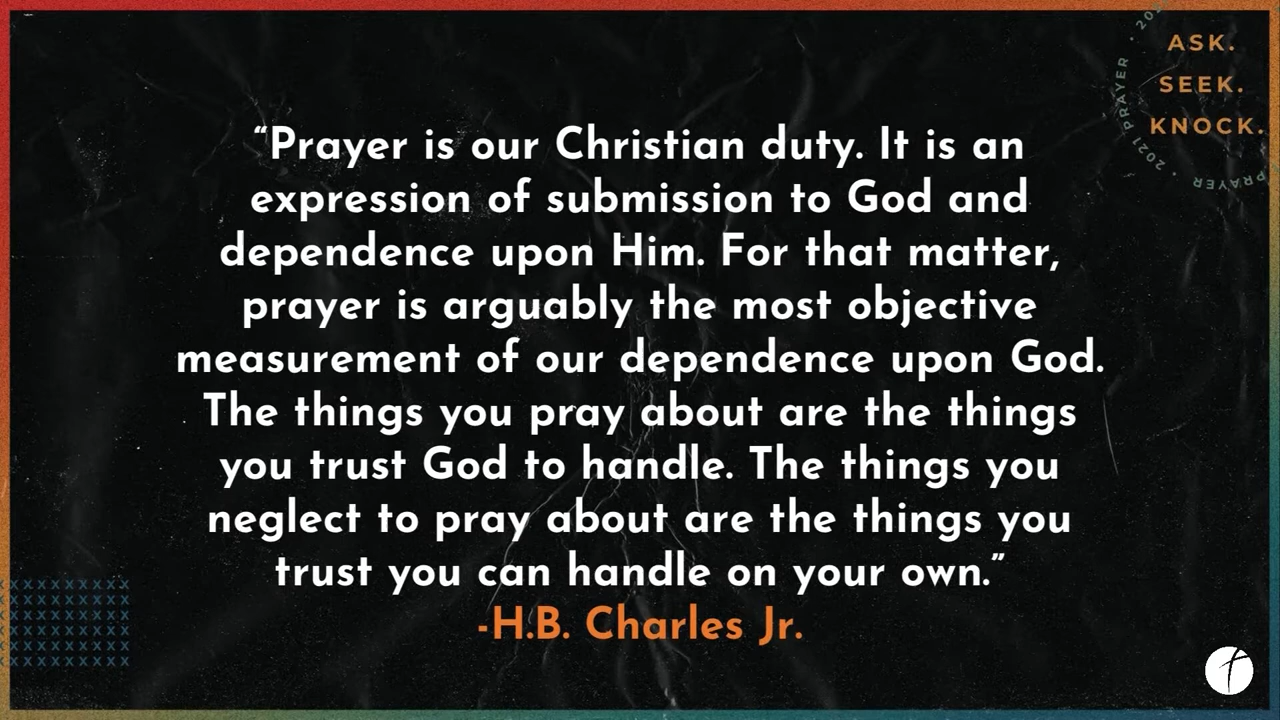 ASK.
SEEK.
KNOCK.
PRAYER
2021
PRAYER
“Prayer is our Christian duty. It is an
expression of submission to God and
dependence upon Him. For that matter,
prayer is arguably the most objective
measurement of our dependence upon God.
The things you pray about are the things
you trust God to handle. The things you
neglect to pray about are the things you
trust you can handle on your own.”
-H.B. Charles Jr.
x x x x x x x x x x
x x x x x x x x x x
x x x x x x x x x x
x x x x x x x x x x
x x x x x x x x x x
x x x x x x x x x x